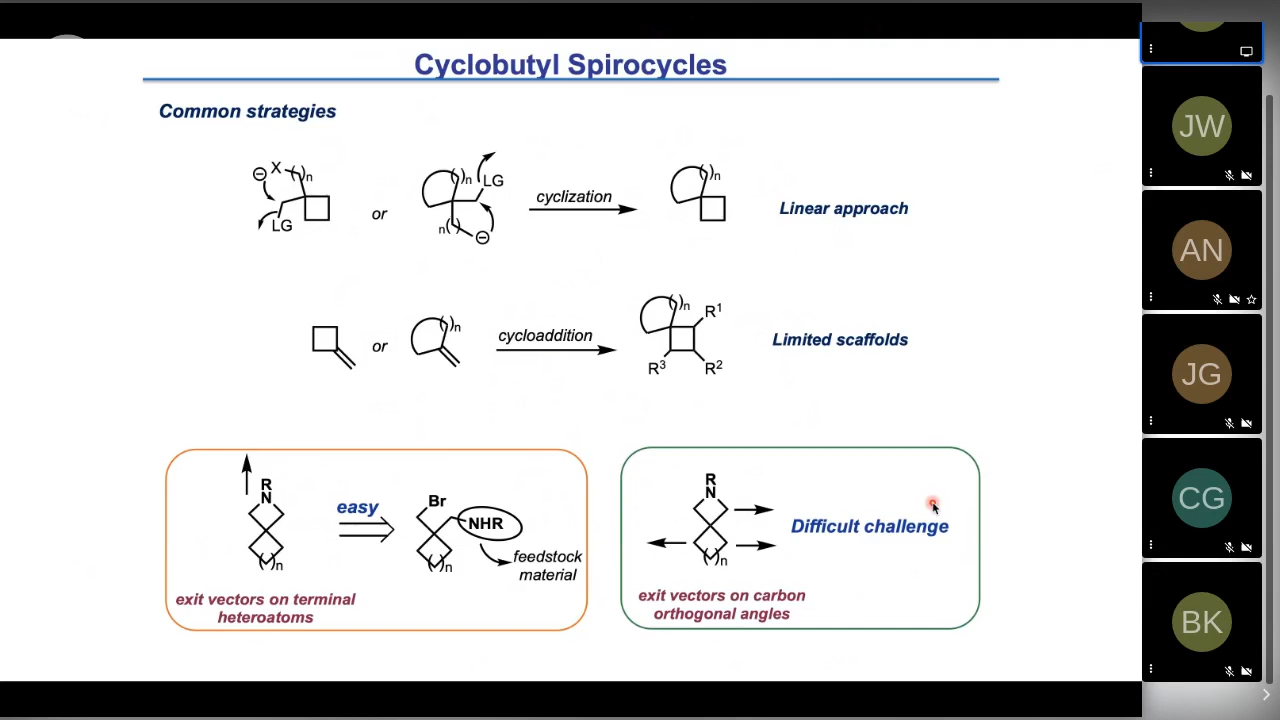 Cyclobutyl Spirocycles
Common strategies
⊖ X ( )n
LG
or
( )n LG
n( ) ⊖
cyclization
( )n
Linear approach
or
( )n
cycloaddition
( )n R¹
R³ R²
Limited scaffolds
R
N
( )n
easy
Br
NHR
( )n
feedstock
material
exit vectors on terminal
heteroatoms
R
N
( )n
Difficult challenge
exit vectors on carbon
orthogonal angles
JW
AN
JG
CG
BK